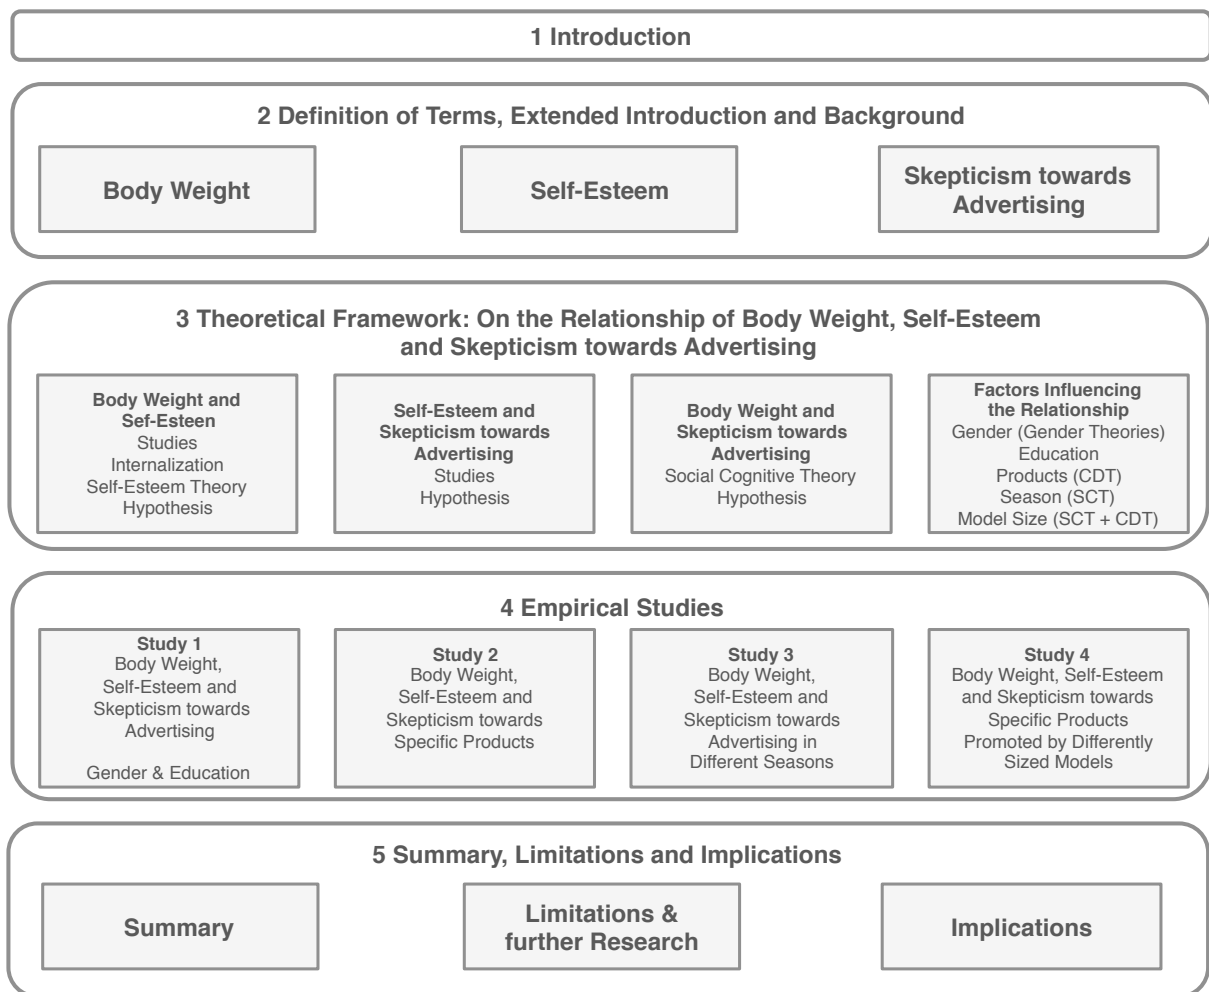 1 Introduction
2 Definition of Terms, Extended Introduction and Background
Body Weight
Self-Esteem
Skepticism towards
Advertising
3 Theoretical Framework: On the Relationship of Body Weight, Self-Esteem
and Skepticism towards Advertising
Body Weight and
Sef-Esteen
Studies
Internalization
Self-Esteem Theory
Hypothesis
Self-Esteem and
Skepticism towards
Advertising
Studies
Hypothesis
Body Weight and
Skepticism towards
Advertising
Social Cognitive Theory
Hypothesis
Factors Influencing
the Relationship
Gender (Gender Theories)
Education
Products (CDT)
Season (SCT)
Model Size (SCT + CDT)
4 Empirical Studies
Study 1
Body Weight,
Self-Esteem and
Skepticism towards
Advertising
Gender & Education
Study 2
Body Weight,
Self-Esteem and
Skepticism towards
Specific Products
Study 3
Body Weight,
Self-Esteem and
Skepticism towards
Advertising in
Different Seasons
Study 4
Body Weight, Self-Esteem
and Skepticism towards
Specific Products
Promoted by Differently
Sized Models
5 Summary, Limitations and Implications
Summary
Limitations &
further Research
Implications